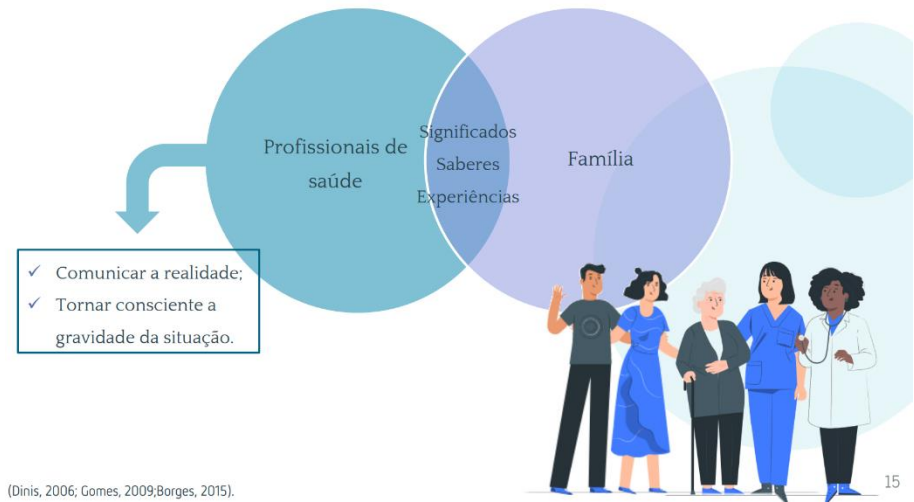 Profissionais de
saúde
Significados
Saberes
Experiências
Família
✓ Comunicar a realidade;
✓ Tornar consciente a
gravidade da situação.
(Dinis, 2006; Gomes, 2009;Borges, 2015).
15